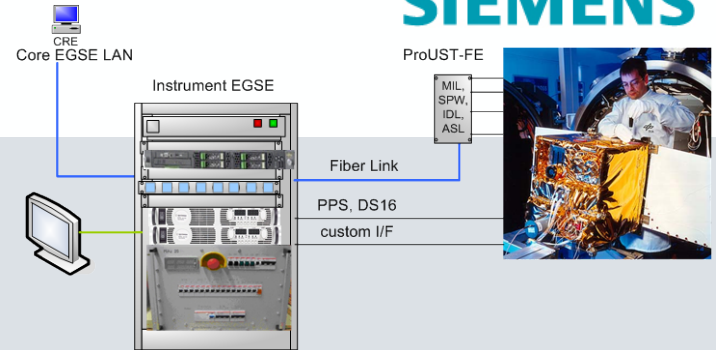 SIEMENS
CRE
Core EGSE LAN
ProUST-FE
Instrument EGSE
MIL,
SPW,
IDL,
ASL
Fiber Link
PPS, DS16
custom I/F